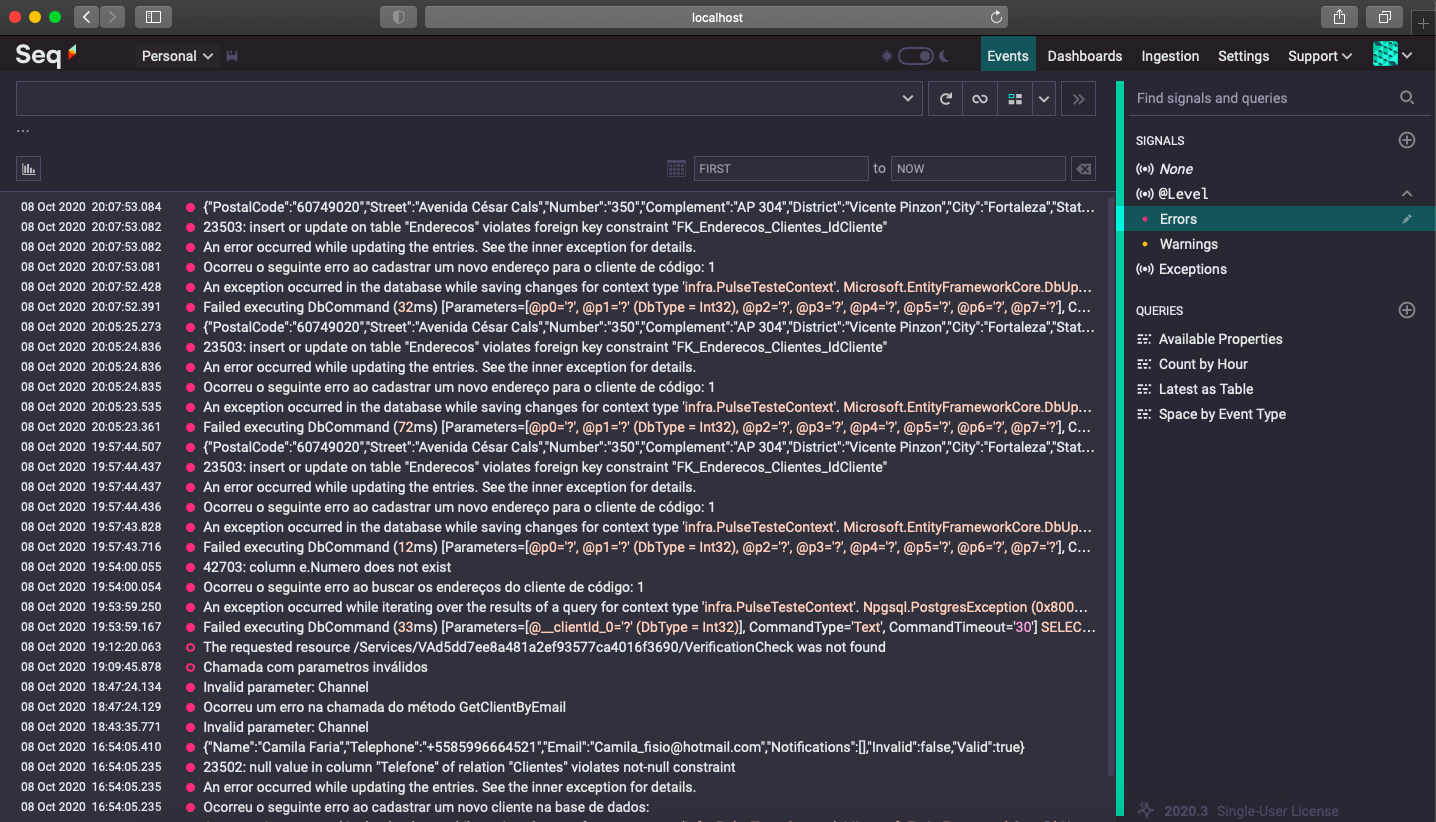 localhost
Seq
Personal
Events
Dashboards
Ingestion
Settings
Support
...
FIRST
to
NOW
08 Oct 2020 20:07:53.084 {"PostalCode":"60749020","Street":"Avenida César Cals","Number":"350","Complement":"AP 304","District":"Vicente Pinzon","City":"Fortaleza","Stat...
08 Oct 2020 20:07:53.082 23503: insert or update on table "Enderecos" violates foreign key constraint "FK_Enderecos_Clientes_IdCliente"
08 Oct 2020 20:07:53.082 An error occurred while updating the entries. See the inner exception for details.
08 Oct 2020 20:07:53.081 Ocorreu o seguinte erro ao cadastrar um novo endereço para o cliente de código: 1
08 Oct 2020 20:07:52.428 An exception occurred in the database while saving changes for context type 'infra.PulseTesteContext'. Microsoft.EntityFrameworkCore.DbUp...
08 Oct 2020 20:07:52.391 Failed executing DbCommand (32ms) [Parameters=[@p0='?', @p1='?' (DbType = Int32), @p2='?', @p3='?', @p4='?', @p5='?', @p6='?', @p7='?'], C...
08 Oct 2020 20:05:25.273 {"PostalCode":"60749020","Street":"Avenida César Cals","Number":"350","Complement":"AP 304","District":"Vicente Pinzon","City":"Fortaleza","Stat...
08 Oct 2020 20:05:24.836 23503: insert or update on table "Enderecos" violates foreign key constraint "FK_Enderecos_Clientes_IdCliente"
08 Oct 2020 20:05:24.836 An error occurred while updating the entries. See the inner exception for details.
08 Oct 2020 20:05:24.835 Ocorreu o seguinte erro ao cadastrar um novo endereço para o cliente de código: 1
08 Oct 2020 20:05:23.535 An exception occurred in the database while saving changes for context type 'infra.PulseTesteContext'. Microsoft.EntityFrameworkCore.DbUp...
08 Oct 2020 20:05:23.361 Failed executing DbCommand (72ms) [Parameters=[@p0='?', @p1='?' (DbType = Int32), @p2='?', @p3='?', @p4='?', @p5='?', @p6='?', @p7='?'], C...
08 Oct 2020 19:57:44.507 {"PostalCode":"60749020","Street":"Avenida César Cals","Number":"350","Complement":"AP 304","District":"Vicente Pinzon","City":"Fortaleza","Stat...
08 Oct 2020 19:57:44.437 23503: insert or update on table "Enderecos" violates foreign key constraint "FK_Enderecos_Clientes_IdCliente"
08 Oct 2020 19:57:44.437 An error occurred while updating the entries. See the inner exception for details.
08 Oct 2020 19:57:44.436 Ocorreu o seguinte erro ao cadastrar um novo endereço para o cliente de código: 1
08 Oct 2020 19:57:43.828 An exception occurred in the database while saving changes for context type 'infra.PulseTesteContext'. Microsoft.EntityFrameworkCore.DbUp...
08 Oct 2020 19:57:43.716 Failed executing DbCommand (12ms) [Parameters=[@p0='?', @p1='?' (DbType = Int32), @p2='?', @p3='?', @p4='?', @p5='?', @p6='?', @p7='?'], C...
08 Oct 2020 19:54:00.055 42703: column e.Numero does not exist
08 Oct 2020 19:54:00.054 Ocorreu o seguinte erro ao buscar os endereços do cliente de código: 1
08 Oct 2020 19:53:59.250 An exception occurred while iterating over the results of a query for context type 'infra.PulseTesteContext'. Npgsql.PostgresException (0x800...
08 Oct 2020 19:53:59.167 Failed executing DbCommand (33ms) [Parameters=[@__clientId_0='?' (DbType = Int32)], CommandType='Text', CommandTimeout='30'] SELEC...
08 Oct 2020 19:12:20.063 The requested resource /Services/VAd5dd7ee8a481a2ef93577ca4016f3690/VerificationCheck was not found
08 Oct 2020 19:09:45.878 Chamada com parametros inválidos
08 Oct 2020 18:47:24.134 Invalid parameter: Channel
08 Oct 2020 18:47:24.129 Ocorreu um erro na chamada do método GetClientByEmail
08 Oct 2020 18:43:35.771 Invalid parameter: Channel
08 Oct 2020 16:54:05.410 {"Name":"Camila Faria","Telephone":"+5585996664521","Email":"Camila_fisio@hotmail.com","Notifications":[],"Invalid":false,"Valid":true}
08 Oct 2020 16:54:05.235 23502: null value in column "Telefone" of relation "Clientes" violates not-null constraint
08 Oct 2020 16:54:05.235 An error occurred while updating the entries. See the inner exception for details.
08 Oct 2020 16:54:05.235 Ocorreu o seguinte erro ao cadastrar um novo cliente na base de dados:
Find signals and queries
SIGNALS
None
@Level
Errors
Warnings
Exceptions
QUERIES
Available Properties
Count by Hour
Latest as Table
Space by Event Type
2020.3 Single-User License